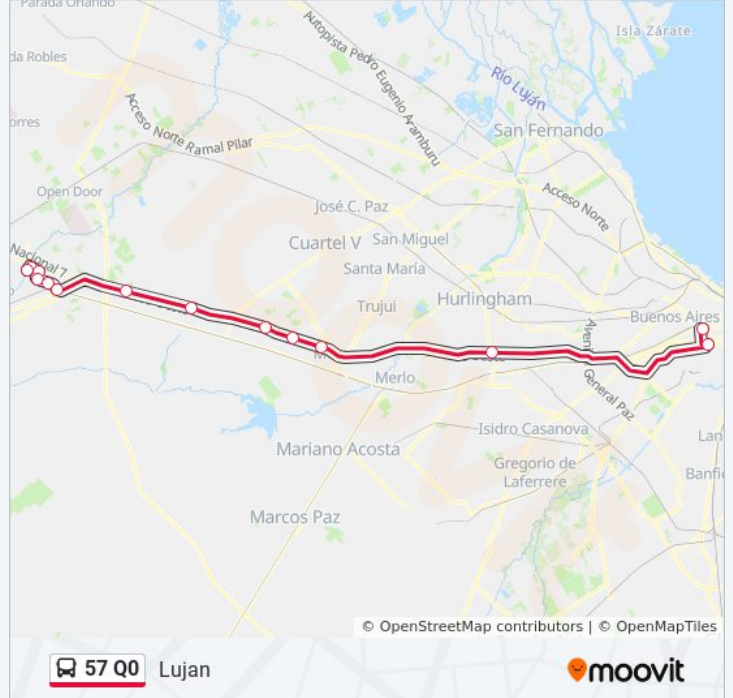 Parada Orlando
Isla Zárate
da Robles
Autopista Pedro Eugenio Aramburu
Río Luján
orres
Acceso Norte Ramal Pilar
San Fernando
Open Door
José C. Paz
Acceso Norte
Cuartel V
San Miguel
Nacional 7
Santa María
Trujui
Hurlingham
Buenos Aires
Merlo
General Paz
Isidro Casanova
Lan
Mariano Acosta
Gregorio de
Laferrere
Banfie
Marcos Paz
© OpenStreetMap contributors | © OpenMapTiles
57 Q0 Lujan
moovit